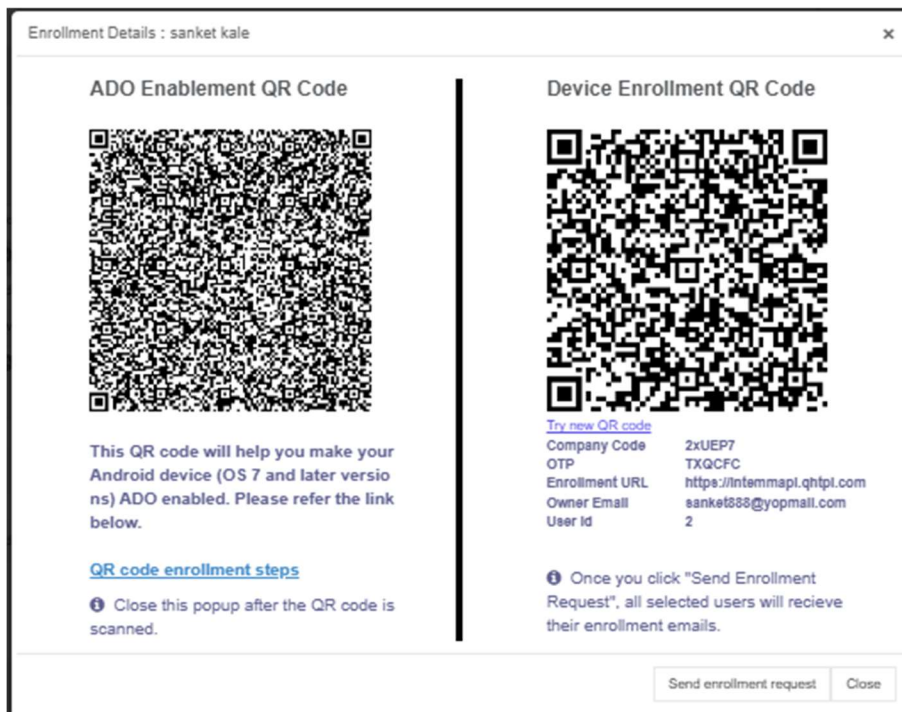 Enrollment Details : sanket kale
×
ADO Enablement QR Code
This QR code will help you make your
Android device (OS 7 and later versio
ns) ADO enabled. Please refer the link
below.
QR code enrollment steps
Close this popup after the QR code is
scanned.
Device Enrollment QR Code
Try new QR code
Company Code 2xUEP7
OTP TXQCFC
Enrollment URL https://intemmapi.qhtpl.com
Owner Email sanket888@yopmail.com
User Id 2
Once you click "Send Enrollment
Request", all selected users will recieve
their enrollment emails.
Send enrollment request
Close